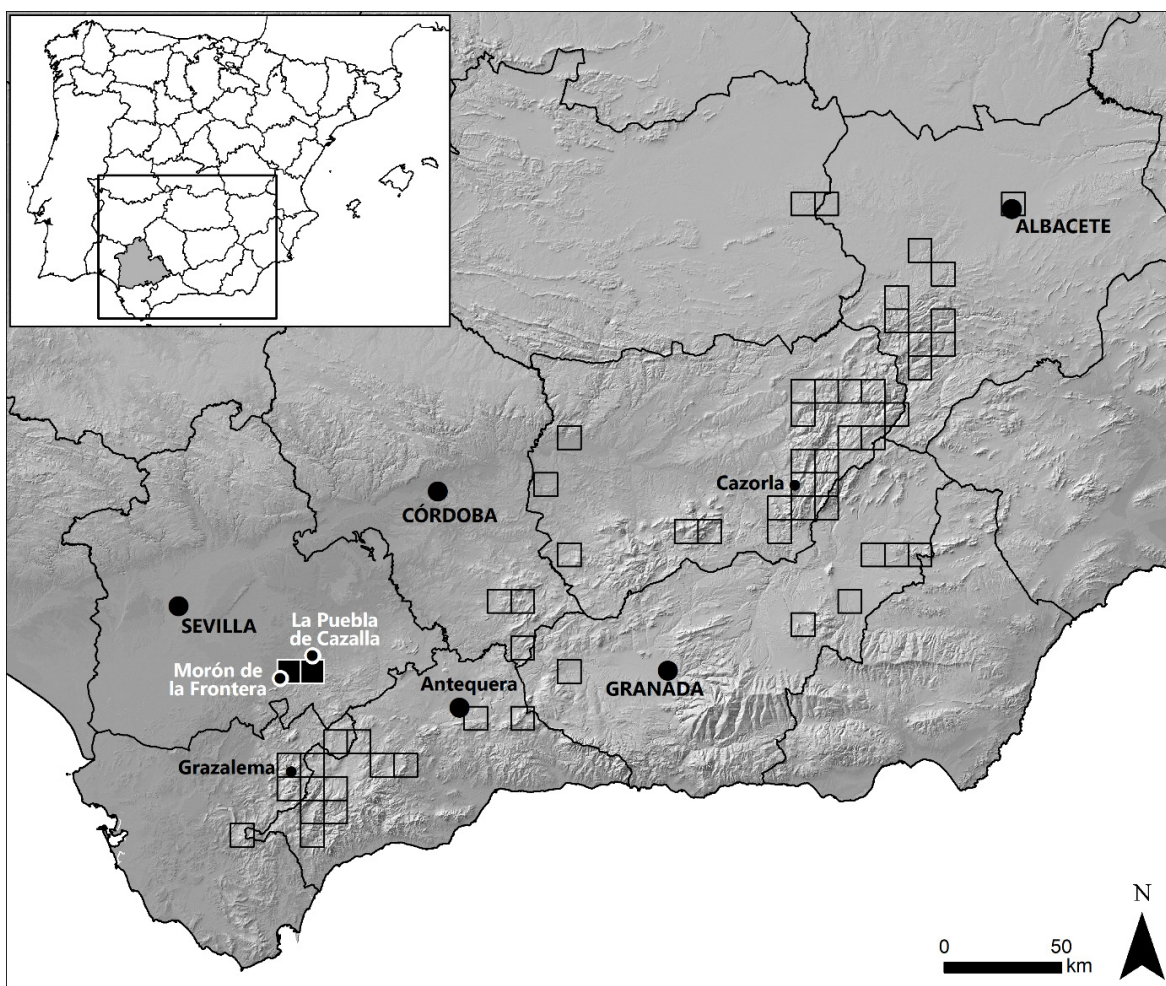 ALBACETE
Cazorla
CÓRDOBA
SEVILLA
La Puebla
de Cazalla
Morón de
la Frontera
Antequera
GRANADA
Grazalema
N
0 50
km